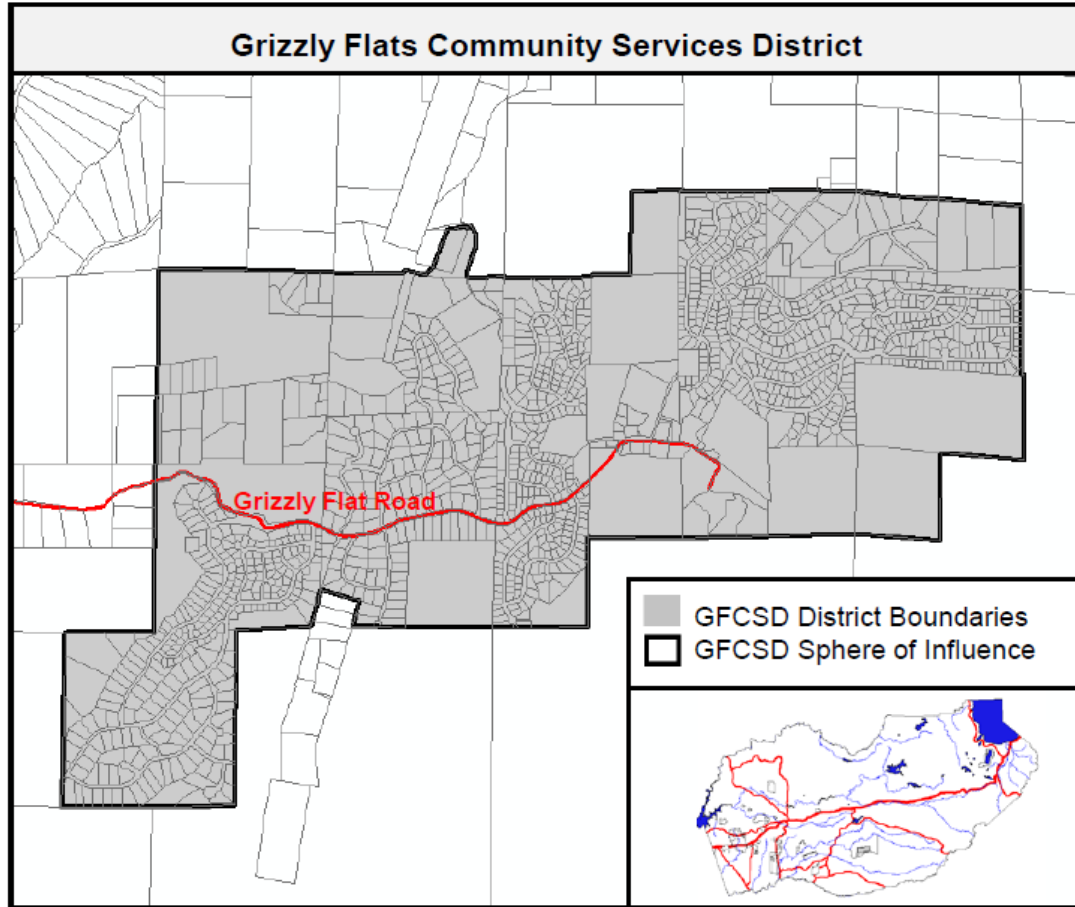 Grizzly Flats Community Services District
Grizzly Flat Road
GFCSD District Boundaries
GFCSD Sphere of Influence